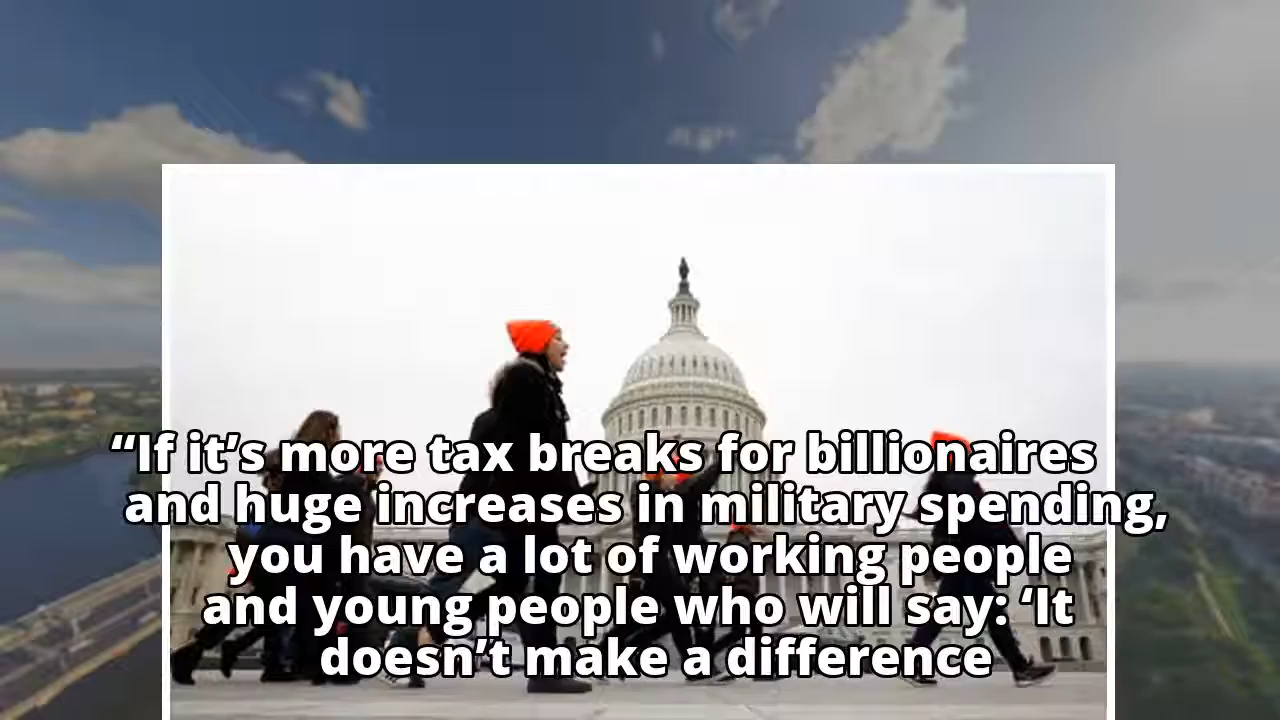 “If it’s more tax breaks for billionaires
and huge increases in military spending,
you have a lot of working people
and young people who will say: ‘It
doesn’t make a difference